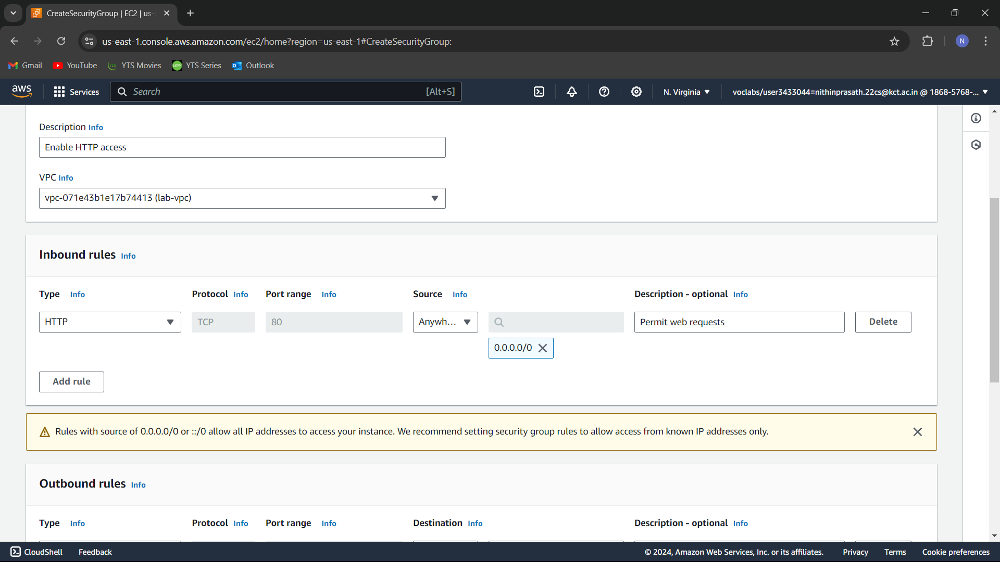 CreateSecurityGroup | EC2 | us-
us-east-1.console.aws.amazon.com/ec2/home?region=us-east-1#CreateSecurityGroup:
N
Gmail YouTube YTS Movies YTS Series Outlook
aws Services Search [Alt+S] N. Virginia voclabs/user3433044=nithinprasath.22cs@kct.ac.in @ 1868-5768-...
Description Info
Enable HTTP access
VPC Info
vpc-071e43b1e17b74413 (lab-vpc)
Inbound rules Info
Type Info Protocol Info Port range Info Source Info Description - optional Info
HTTP TCP 80 Anywh... Permit web requests Delete
0.0.0.0/0
Add rule
Rules with source of 0.0.0.0/0 or ::/0 allow all IP addresses to access your instance. We recommend setting security group rules to allow access from known IP addresses only.
Outbound rules Info
Type Info Protocol Info Port range Info Destination Info Description - optional Info
CloudShell Feedback © 2024, Amazon Web Services, Inc. or its affiliates. Privacy Terms Cookie preferences